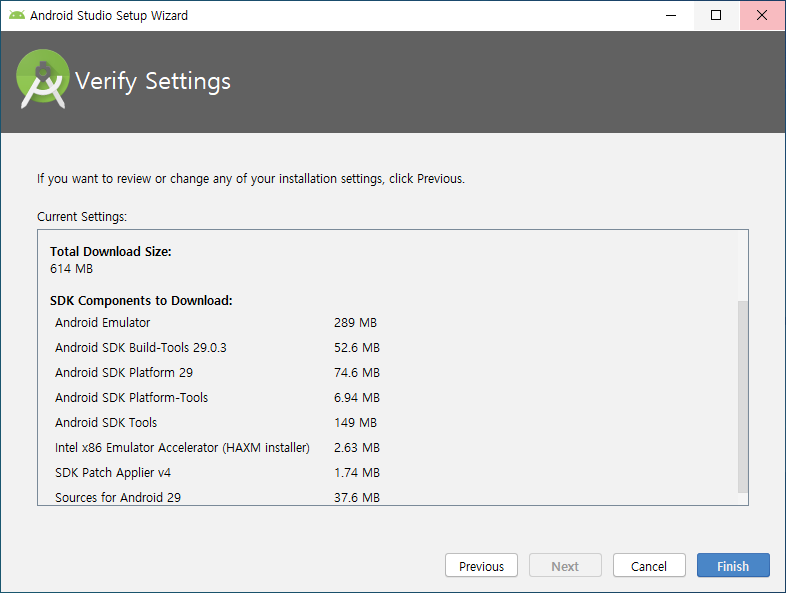 Android Studio Setup Wizard
Verify Settings
If you want to review or change any of your installation settings, click Previous.
Current Settings:
Total Download Size:
614 MB
SDK Components to Download:
Android Emulator 289 MB
Android SDK Build-Tools 29.0.3 52.6 MB
Android SDK Platform 29 74.6 MB
Android SDK Platform-Tools 6.94 MB
Android SDK Tools 149 MB
Intel x86 Emulator Accelerator (HAXM installer) 2.63 MB
SDK Patch Applier v4 1.74 MB
Sources for Android 29 37.6 MB
Previous Next Cancel Finish